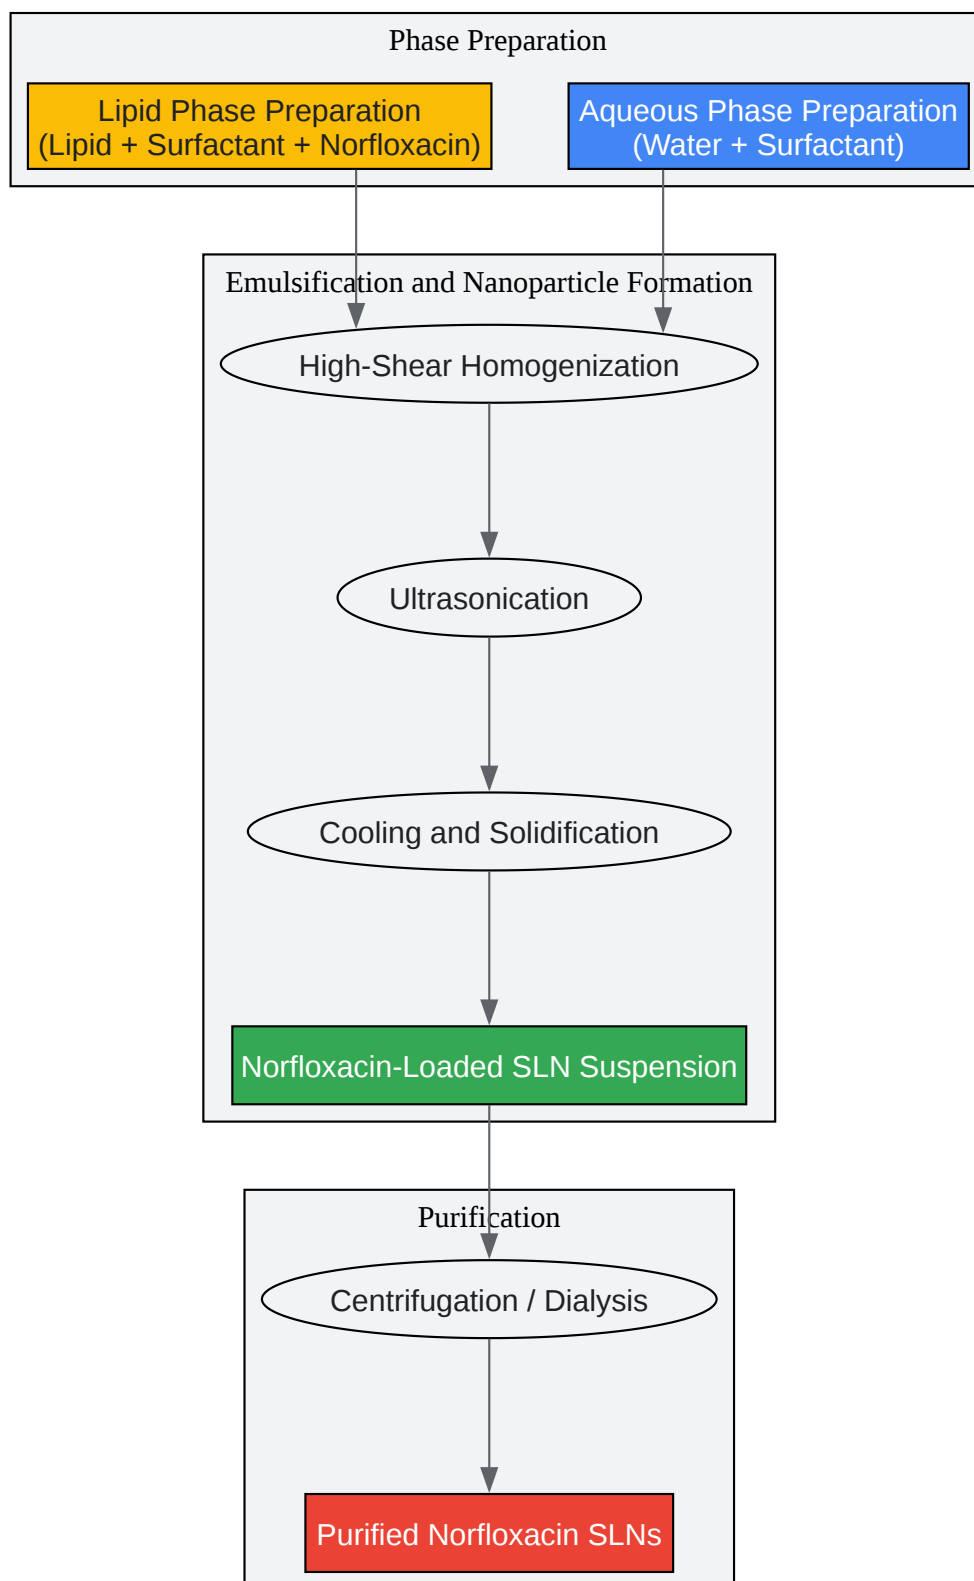 Phase Preparation
Lipid Phase Preparation
(Lipid + Surfactant + Norfloxacin)
Aqueous Phase Preparation
(Water + Surfactant)
Emulsification and Nanoparticle Formation
High-Shear Homogenization
Ultrasonication
Cooling and Solidification
Norfloxacin-Loaded SLN Suspension
Purification
Centrifugation / Dialysis
Purified Norfloxacin SLNs